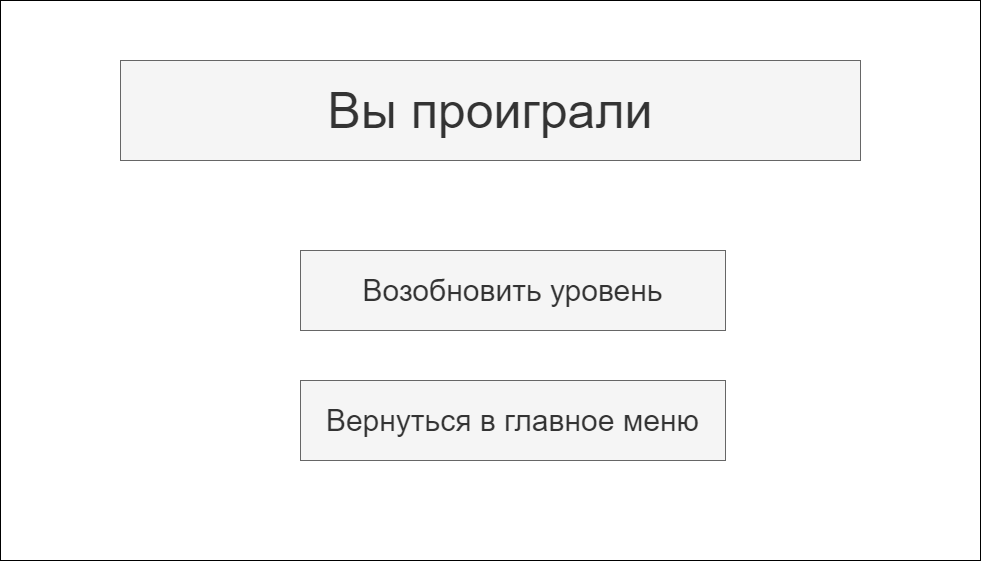 Вы проиграли
Возобновить уровень
Вернуться в главное меню